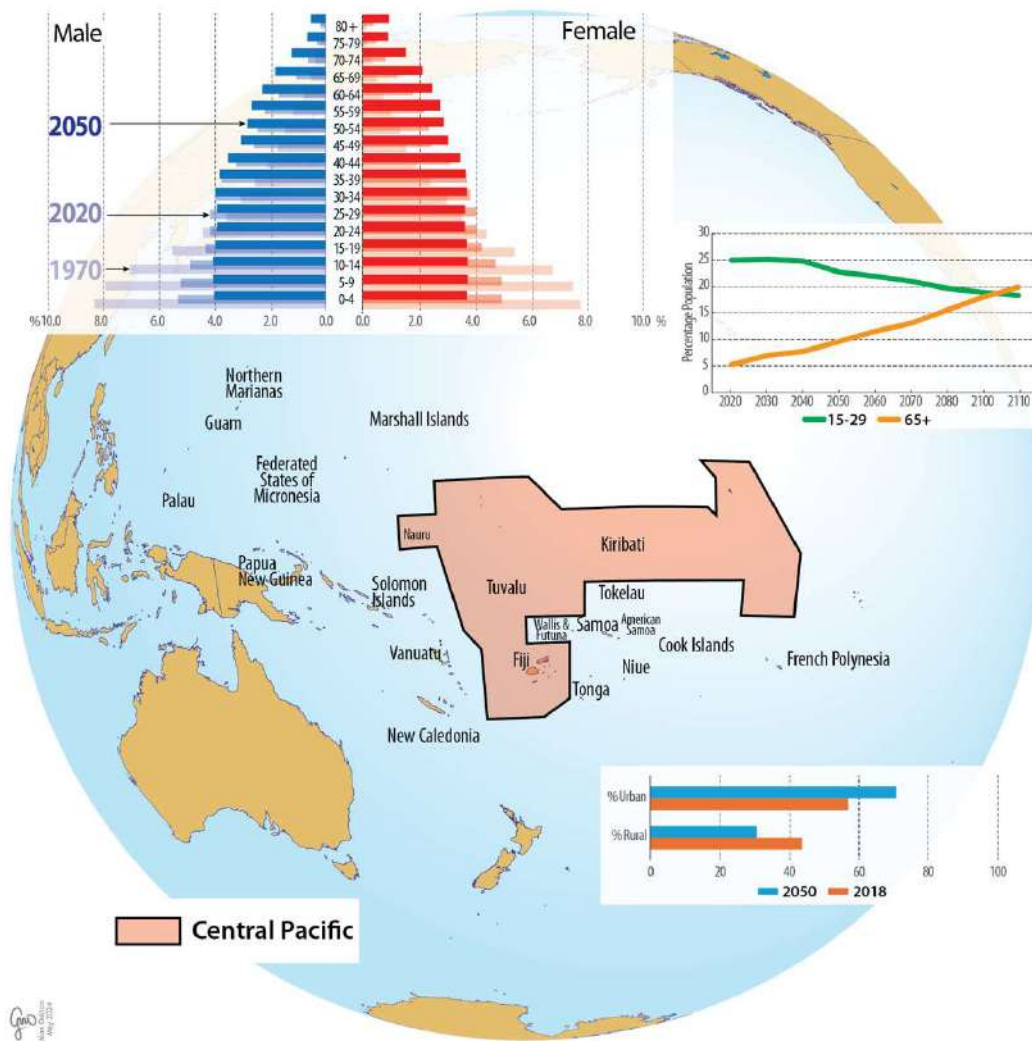 Male
Female
80+
75-79
70-74
65-69
60-64
55-59
50-54
45-49
40-44
35-39
30-34
25-29
20-24
15-19
10-14
5-9
0-4
2050
2020
1970
%10.0 8.0 6.0 4.0 2.0 0.0
0.0 2.0 4.0 6.0 8.0 10.0 %
Percentage Population
30
25
20
15
10
5
0
2020 2030 2040 2050 2060 2070 2080 2100 2110
15-29 65+
Northern
Marianas
Guam
Marshall Islands
Federated
States of
Micronesia
Palau
Nauru
Kiribati
Papua
New Guinea
Solomon
Islands
Tuvalu
Tokelau
Wallis &
Futuna
Samoa
American
Samoa
Cook Islands
Vanuatu
Fiji
Niue
French Polynesia
Tonga
New Caledonia
% Urban
% Rural
0 20 40 60 80 100
2050 2018
Central Pacific
May 2024